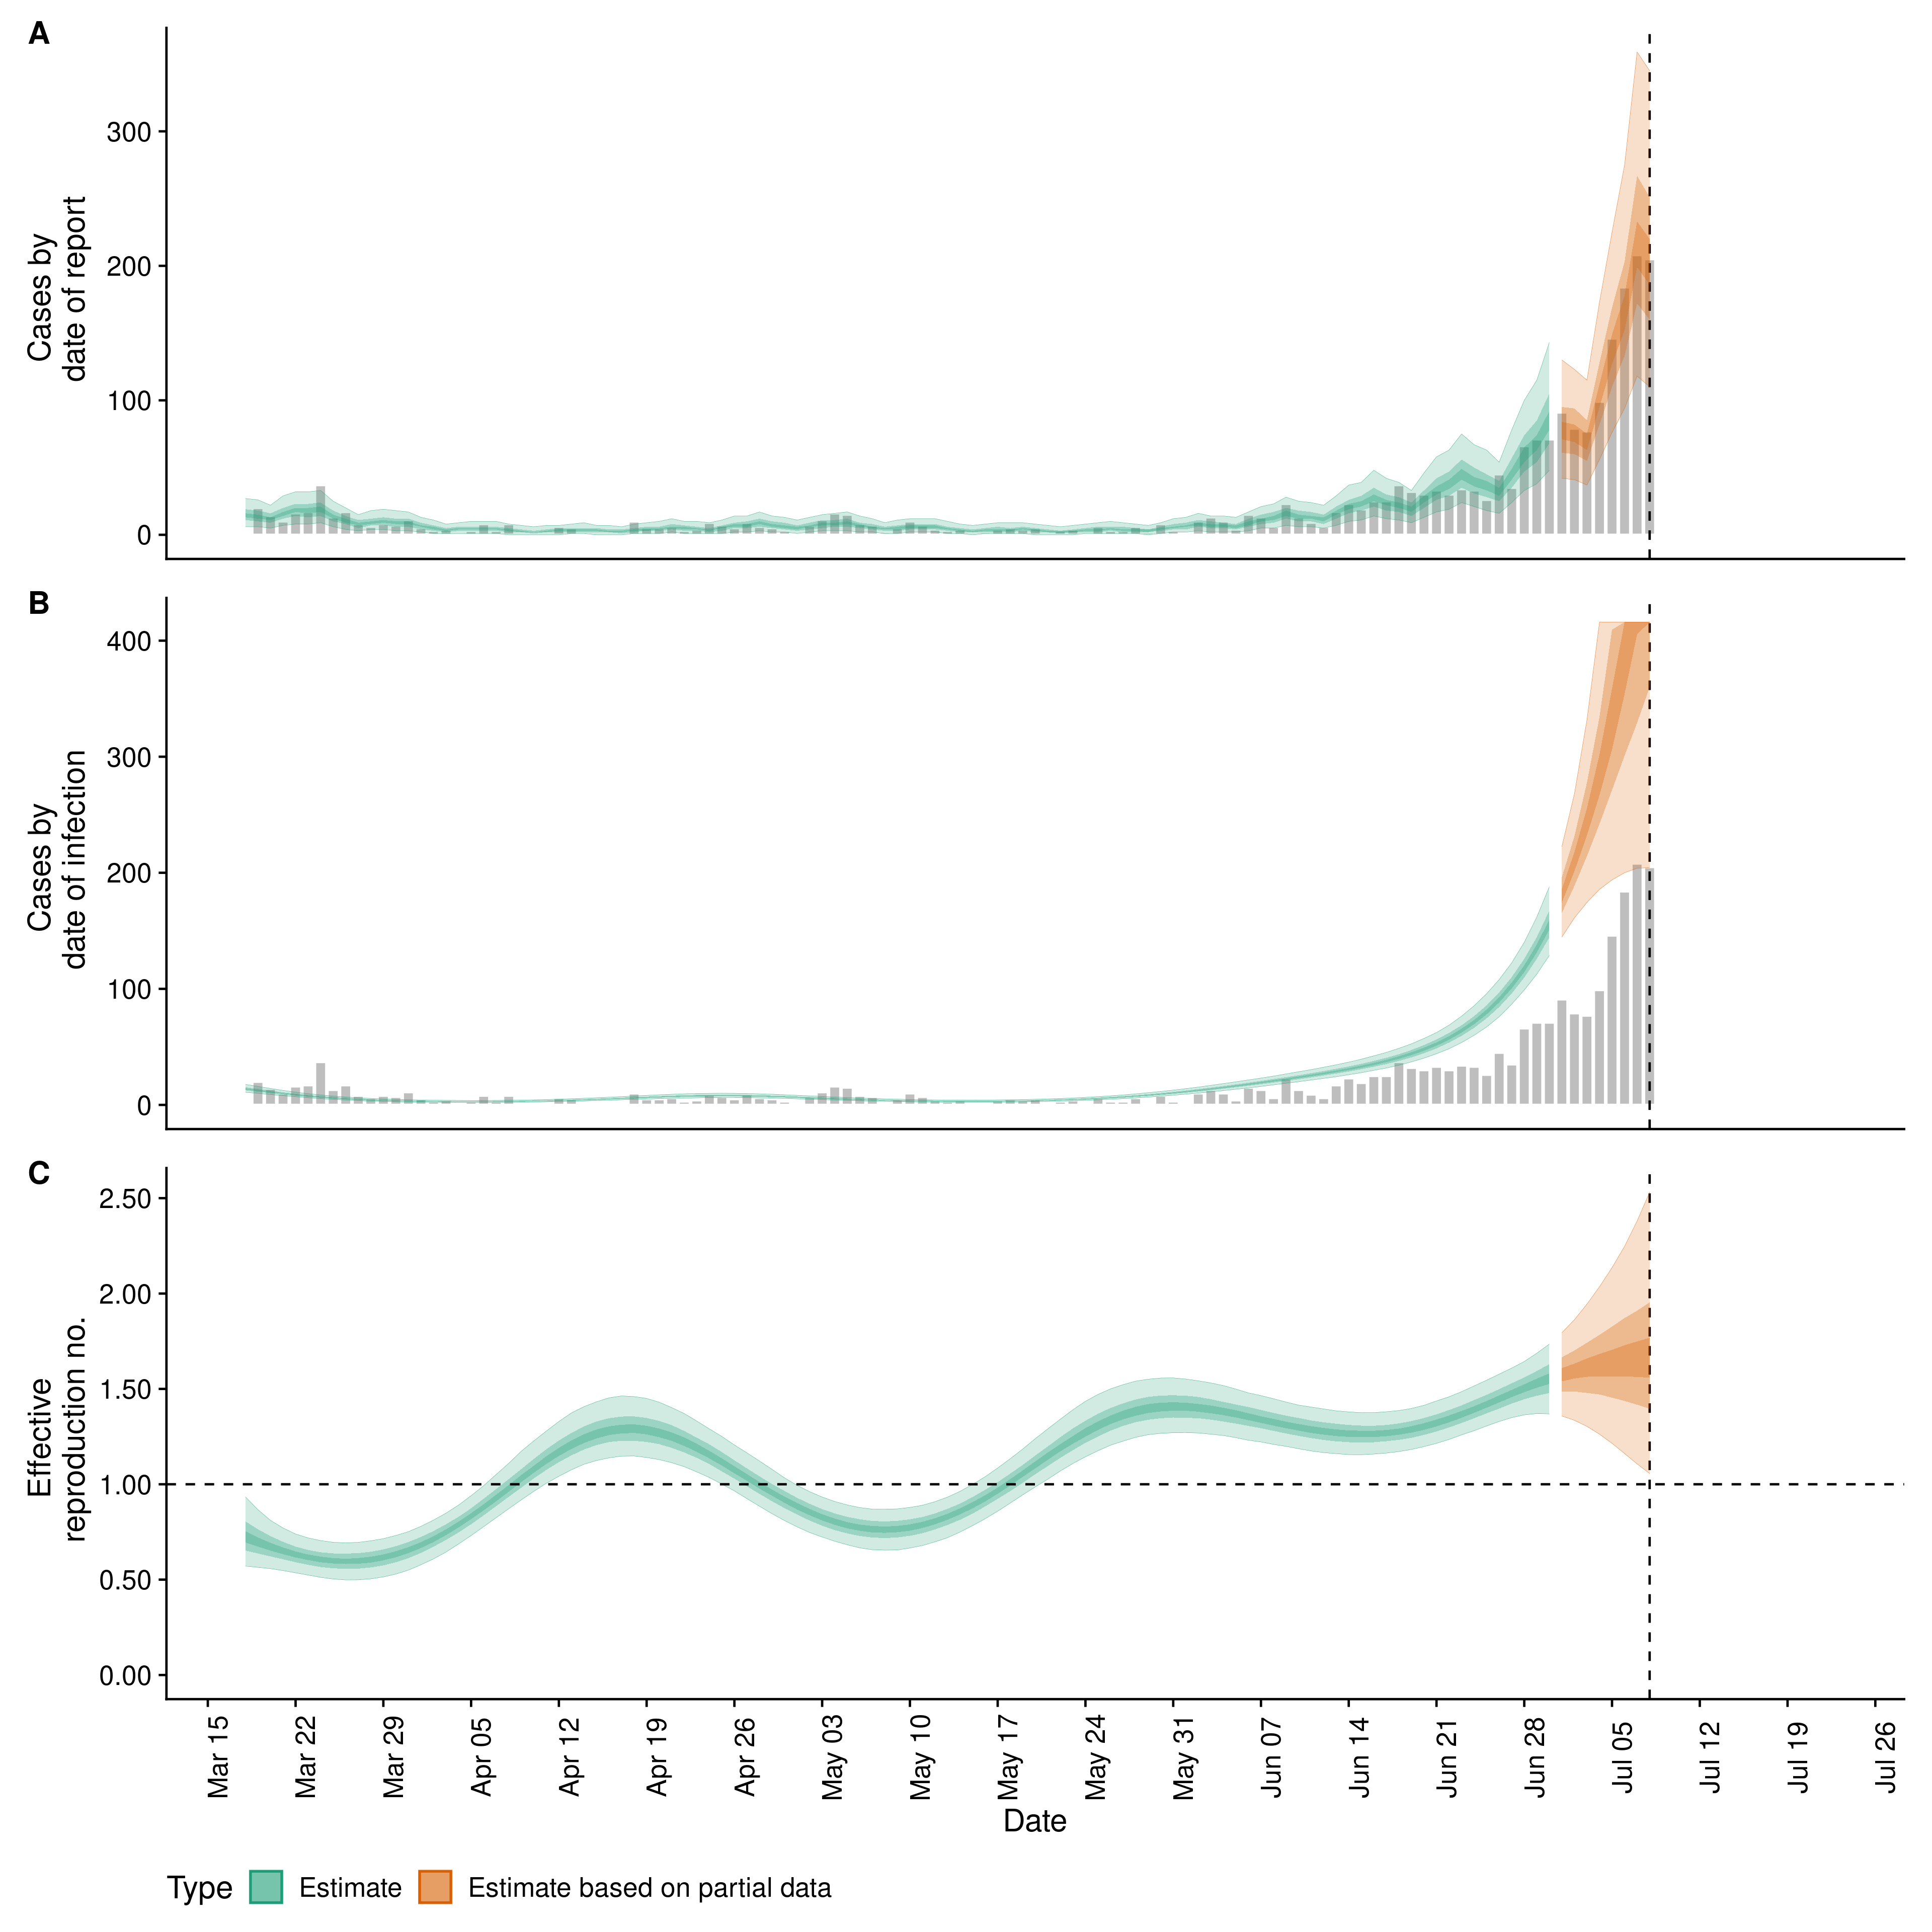 A
Cases by
date of report
300
200
100
0
B
Cases by
date of infection
400
300
200
100
0
C
Effective
reproduction no.
2.50
2.00
1.50
1.00
0.50
0.00
Mar 15 Mar 22 Mar 29 Apr 05 Apr 12 Apr 19 Apr 26 May 03 May 10 May 17 May 24 May 31 Jun 07 Jun 14 Jun 21 Jun 28 Jul 05 Jul 12 Jul 19 Jul 26
Date
Type Estimate Estimate based on partial data